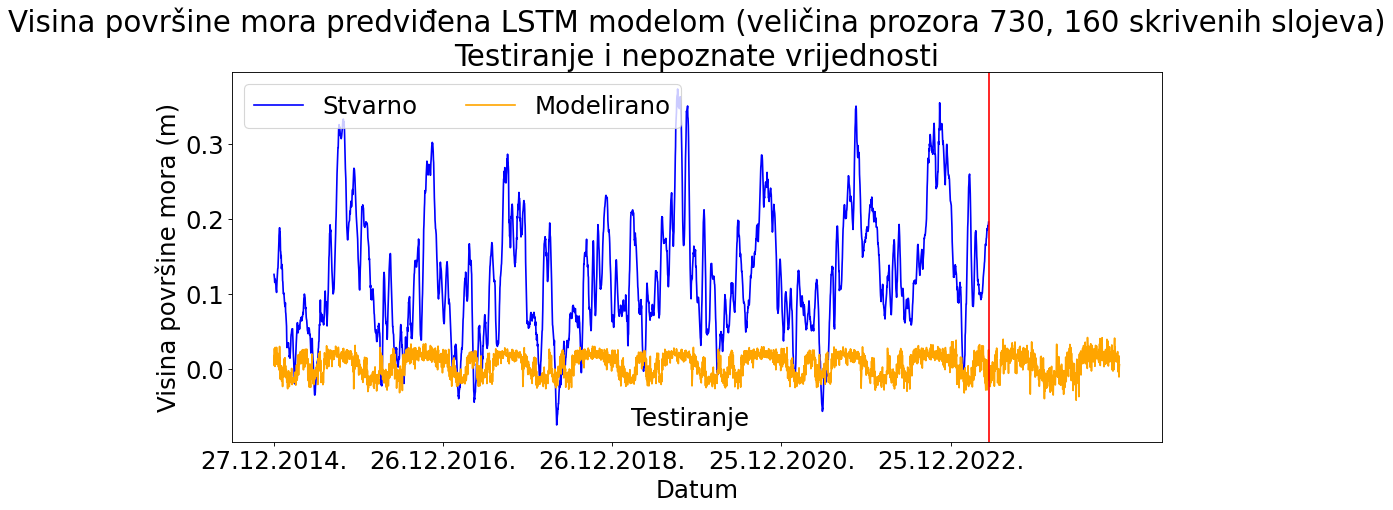 Visina površine mora predviđena LSTM modelom (veličina prozora 730, 160 skrivenih slojeva)
Testiranje i nepoznate vrijednosti
Stvarno Modelirano
Visina površine mora (m)
0.3
0.2
0.1
0.0
Testiranje
27.12.2014. 26.12.2016. 26.12.2018. 25.12.2020. 25.12.2022.
Datum